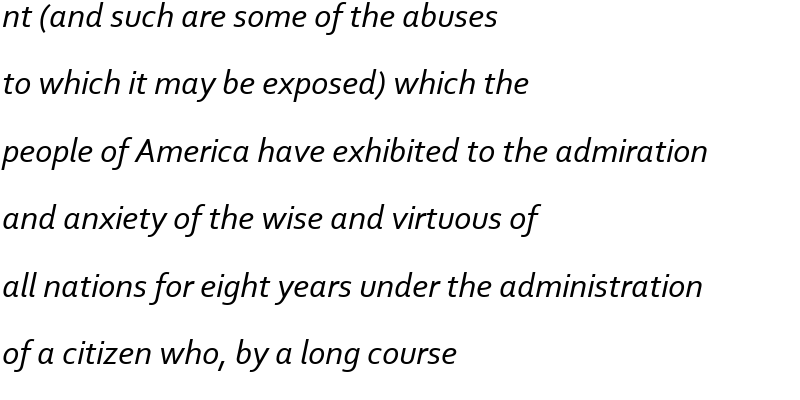 nt (and such are some of the abuses
to which it may be exposed) which the
people of America have exhibited to the admiration
and anxiety of the wise and virtuous of
all nations for eight years under the administration
of a citizen who, by a long course